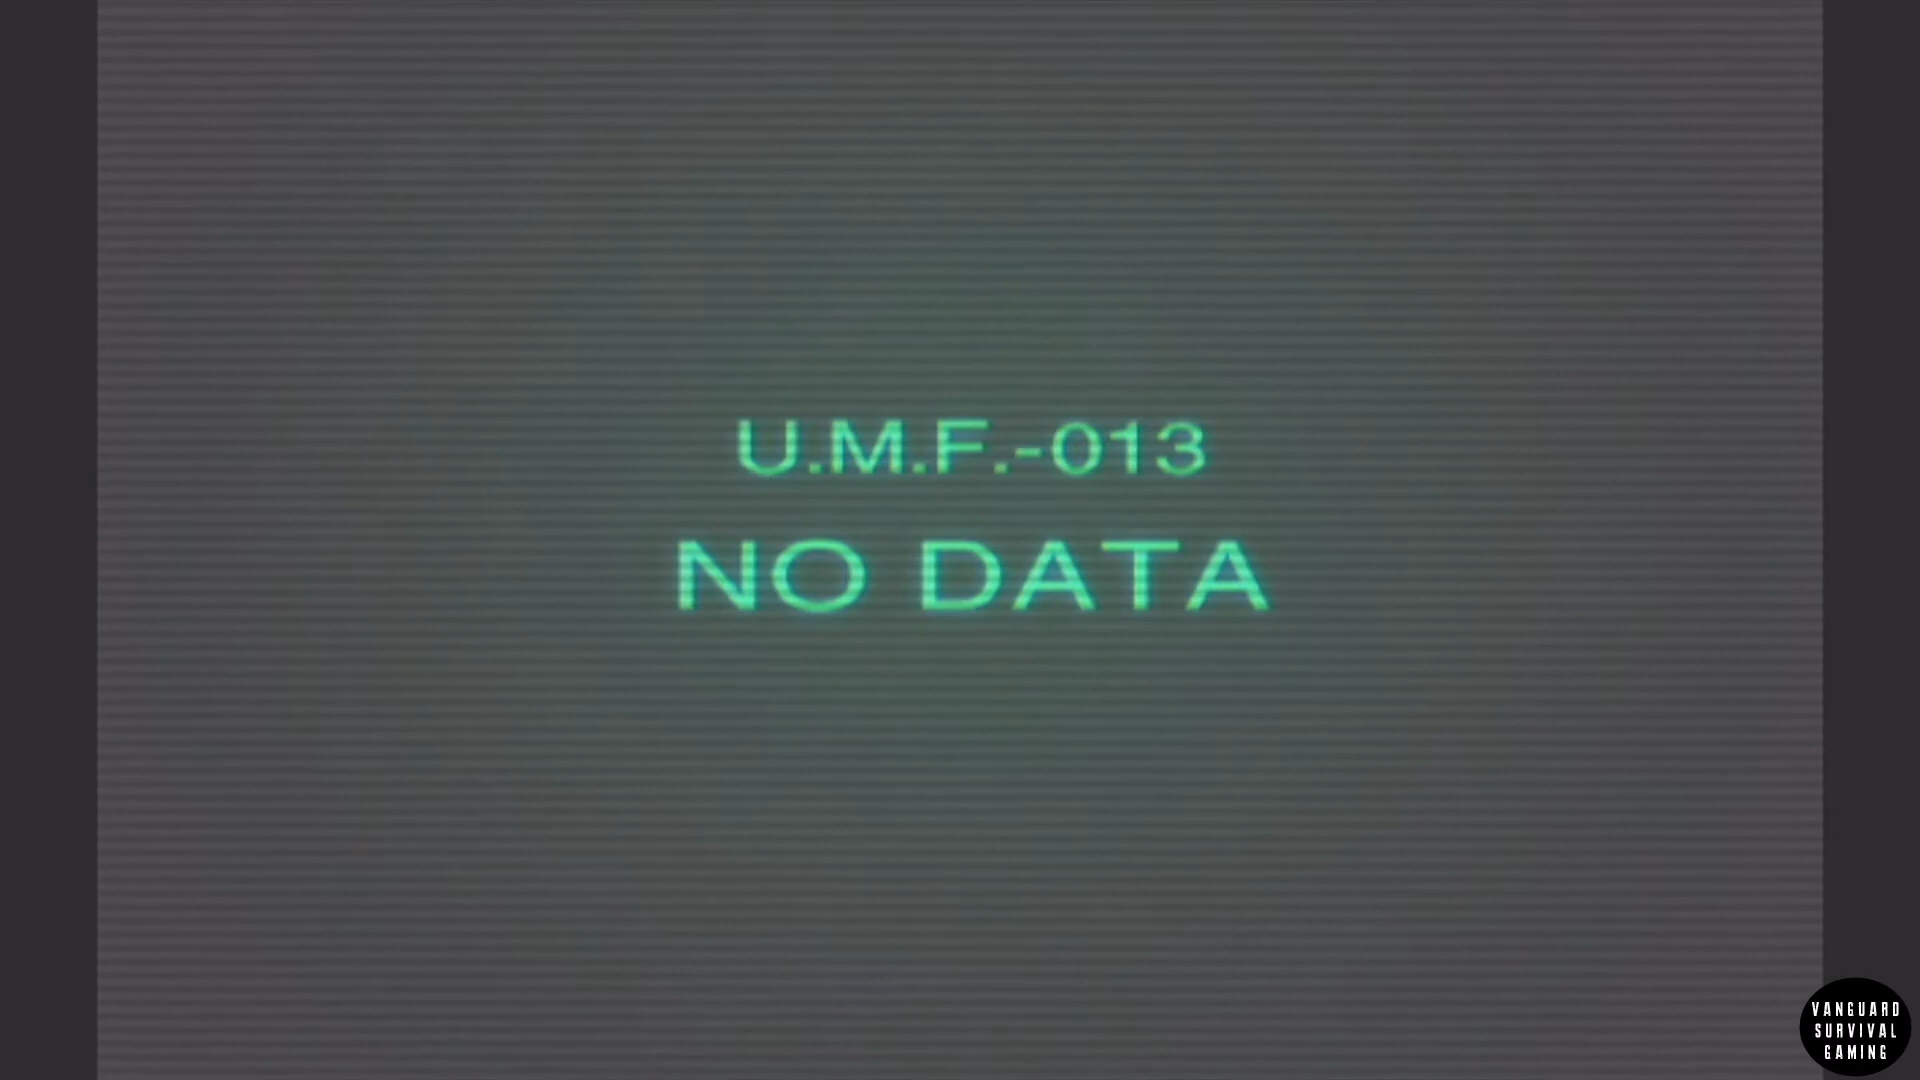 U.M.F.-013
NO DATA
VANGUARD
SURVIVAL
GAMING